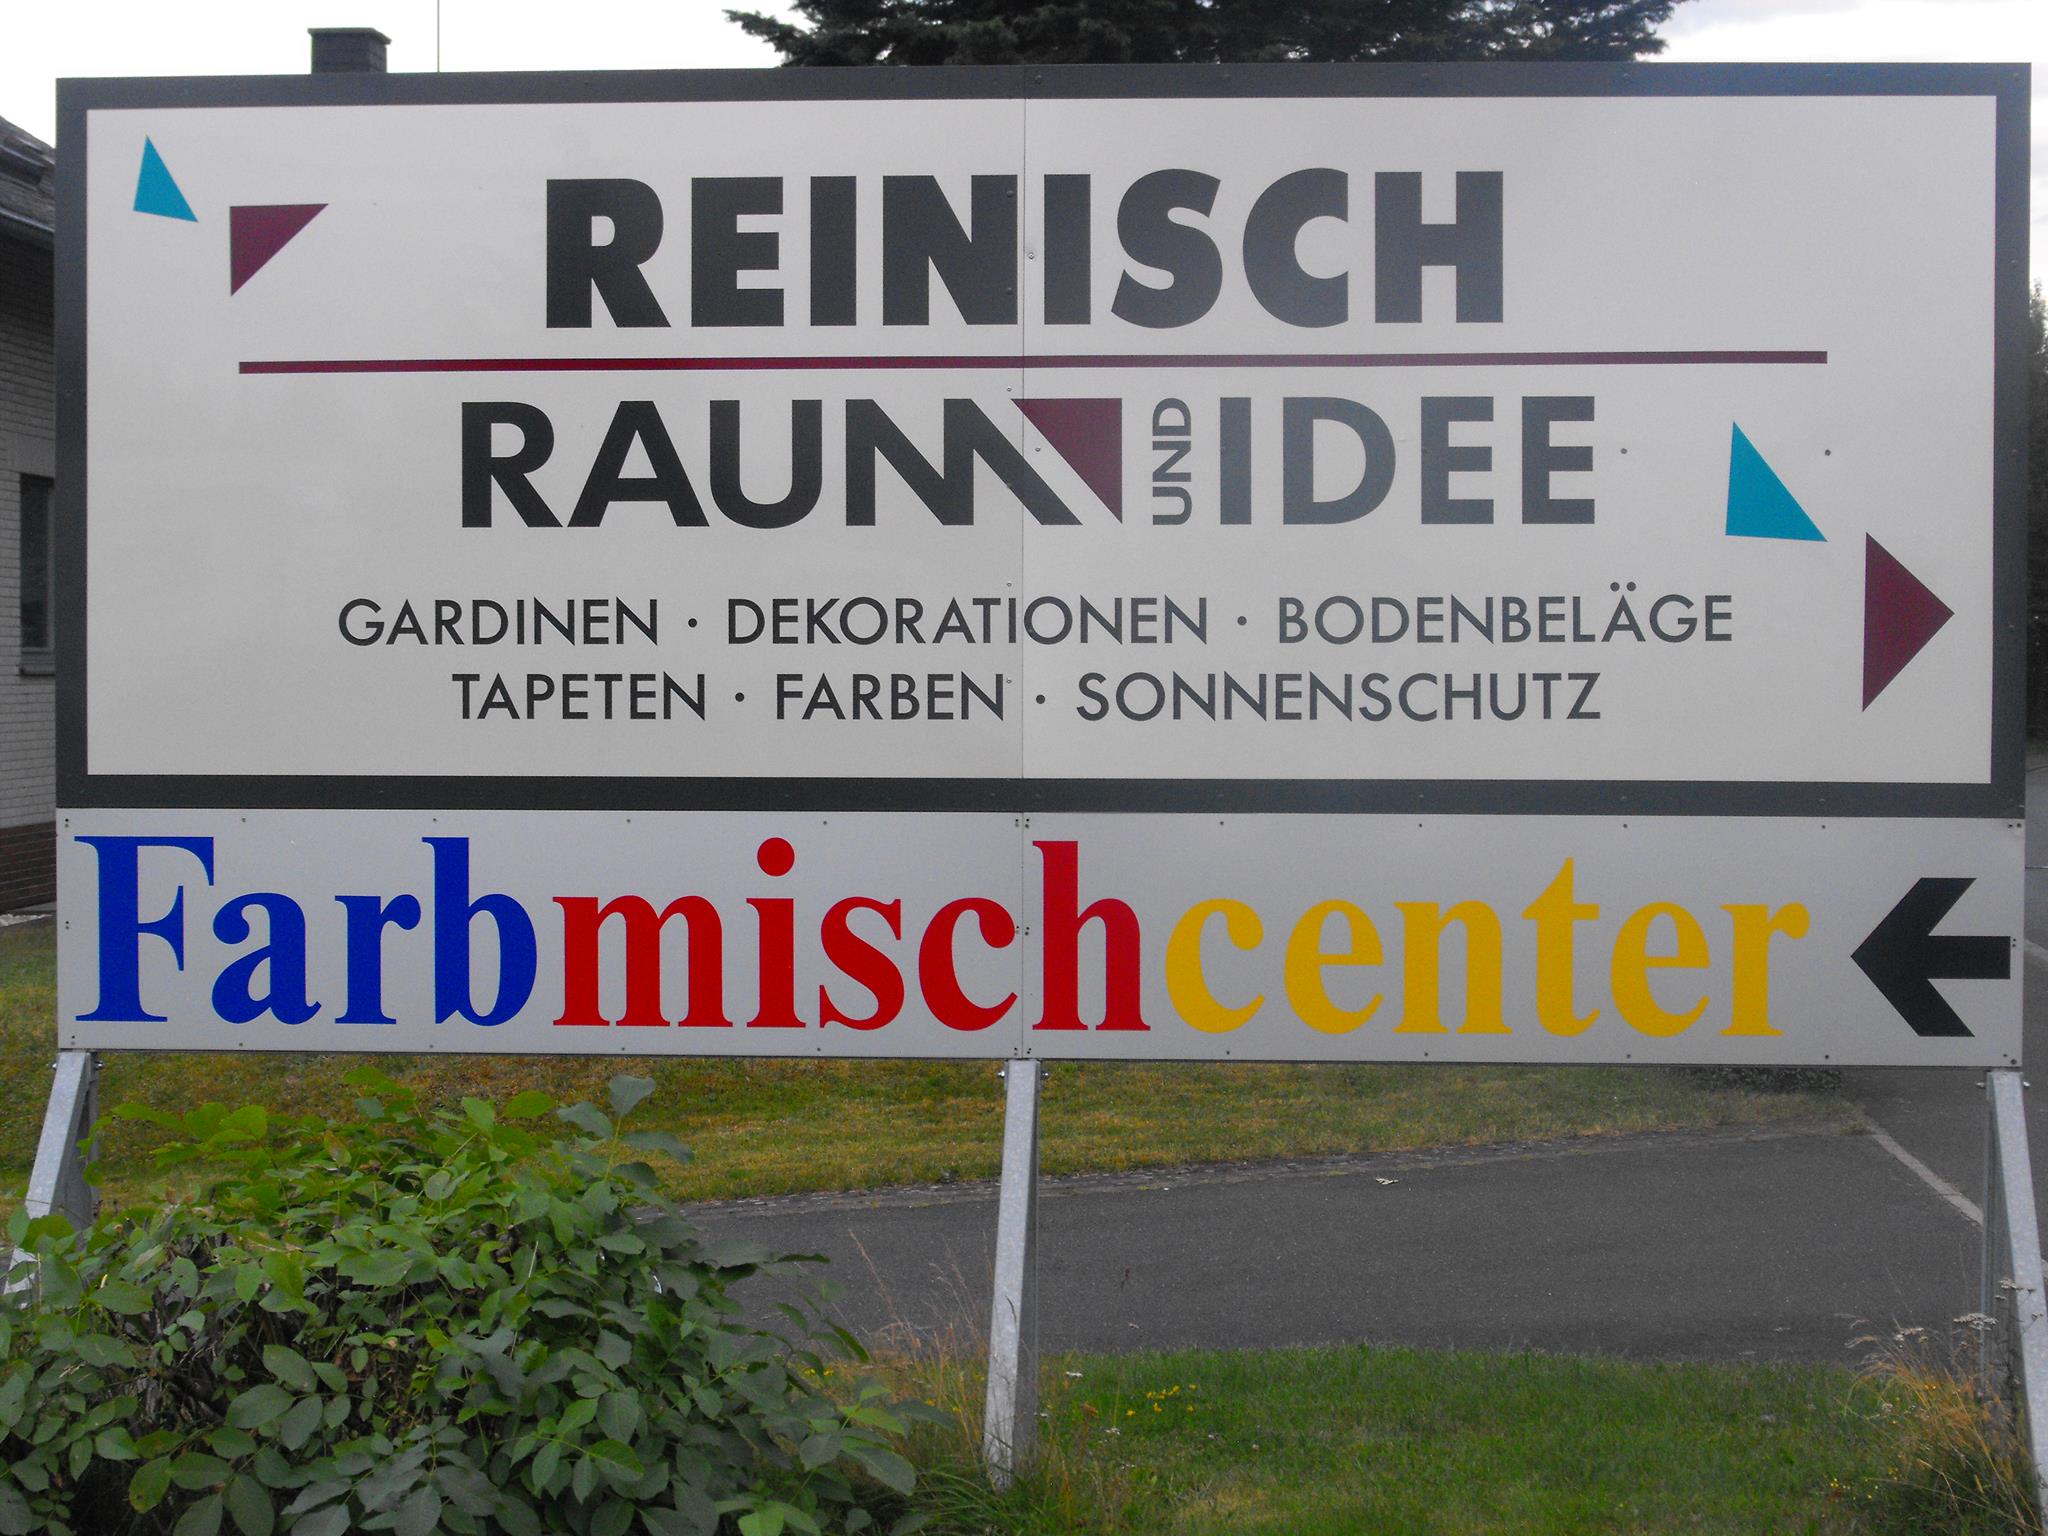 REINISCH
RAUM UND IDEE
GARDINEN · DEKORATIONEN · BODENBELÄGE
TAPETEN · FARBEN · SONNENSCHUTZ
Farbmischcenter